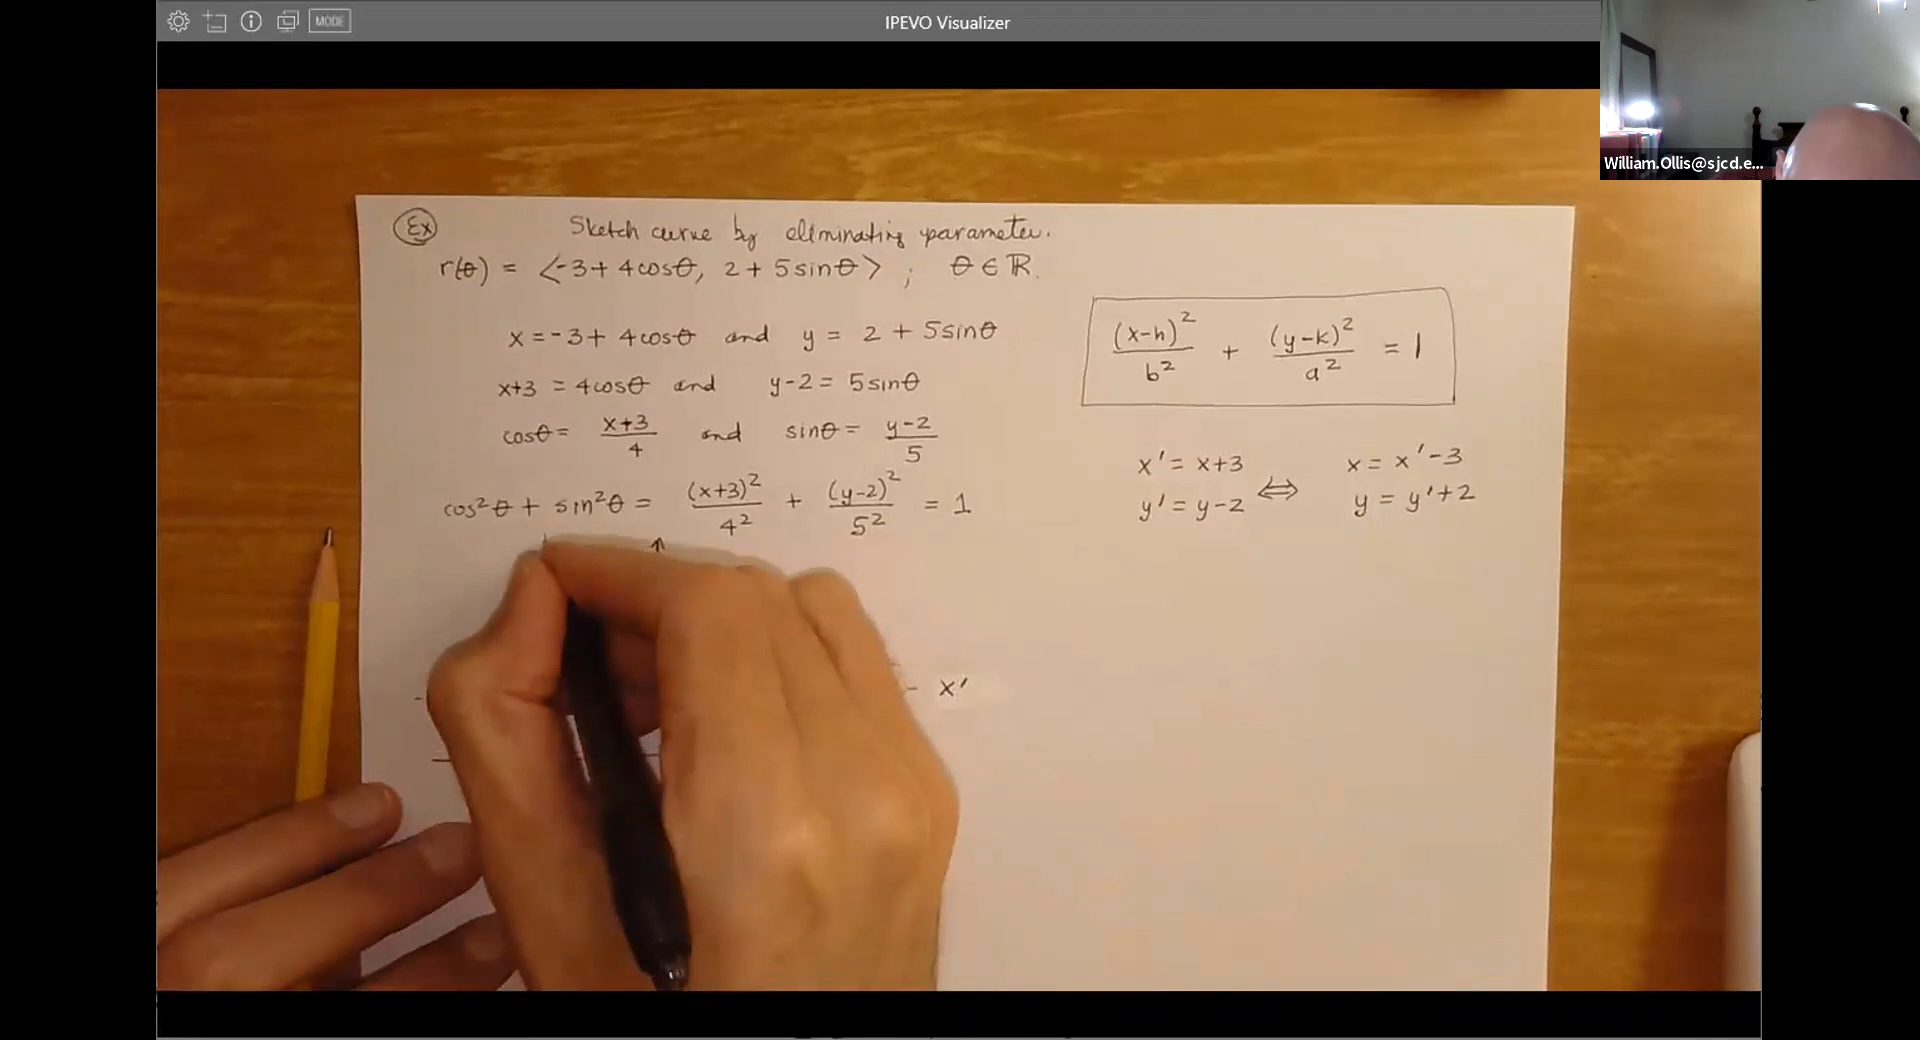 MODE
IPEVO Visualizer
William.Ollis@sjcd.e...
Ex
Sketch curve by eliminating parameter.
r(θ) = <-3+4cosθ, 2+5sinθ> ; θ∈ℝ.
x=-3+4cosθ and y = 2 + 5sinθ
x+3 = 4cosθ and y-2 = 5sinθ
cosθ = (x+3)/4 and sinθ = (y-2)/5
cos²θ + sin²θ = (x+3)²/4² + (y-2)²/5² = 1
(x-h)²/b² + (y-k)²/a² = 1
x' = x+3 ⇔ x = x'-3
y' = y-2 y = y'+2
x'